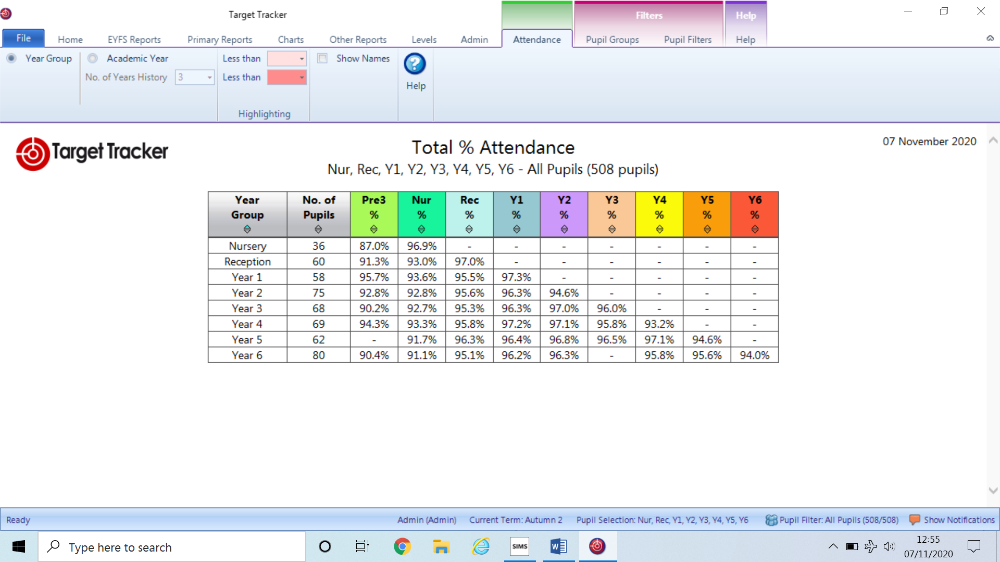 Target Tracker
Filters
Help
File Home EYFS Reports Primary Reports Charts Other Reports Levels Admin Attendance Pupil Groups Pupil Filters Help
Year Group Academic Year Less than Show Names
No. of Years History 3 Less than
Help
Highlighting
Target Tracker
07 November 2020
Total % Attendance
Nur, Rec, Y1, Y2, Y3, Y4, Y5, Y6 - All Pupils (508 pupils)
Year No. of Pre3 Nur Rec Y1 Y2 Y3 Y4 Y5 Y6
Group Pupils % % % % % % % % %
Nursery 36 87.0% 96.9% - - - - - - -
Reception 60 91.3% 93.0% 97.0% - - - - - -
Year 1 58 95.7% 93.6% 95.5% 97.3% - - - - -
Year 2 75 92.8% 92.8% 95.6% 96.3% 94.6% - - - -
Year 3 68 90.2% 92.7% 95.3% 96.3% 97.0% 96.0% - - -
Year 4 69 94.3% 93.3% 95.8% 97.2% 97.1% 95.8% 93.2% - -
Year 5 62 - 91.7% 96.3% 96.4% 96.8% 96.5% 97.1% 94.6% -
Year 6 80 90.4% 91.1% 95.1% 96.2% 96.3% - 95.8% 95.6% 94.0%
Ready Admin (Admin) Current Term: Autumn 2 Pupil Selection: Nur, Rec, Y1, Y2, Y3, Y4, Y5, Y6 Pupil Filter: All Pupils (508/508) Show Notifications
Type here to search
SIMS
12:55
07/11/2020